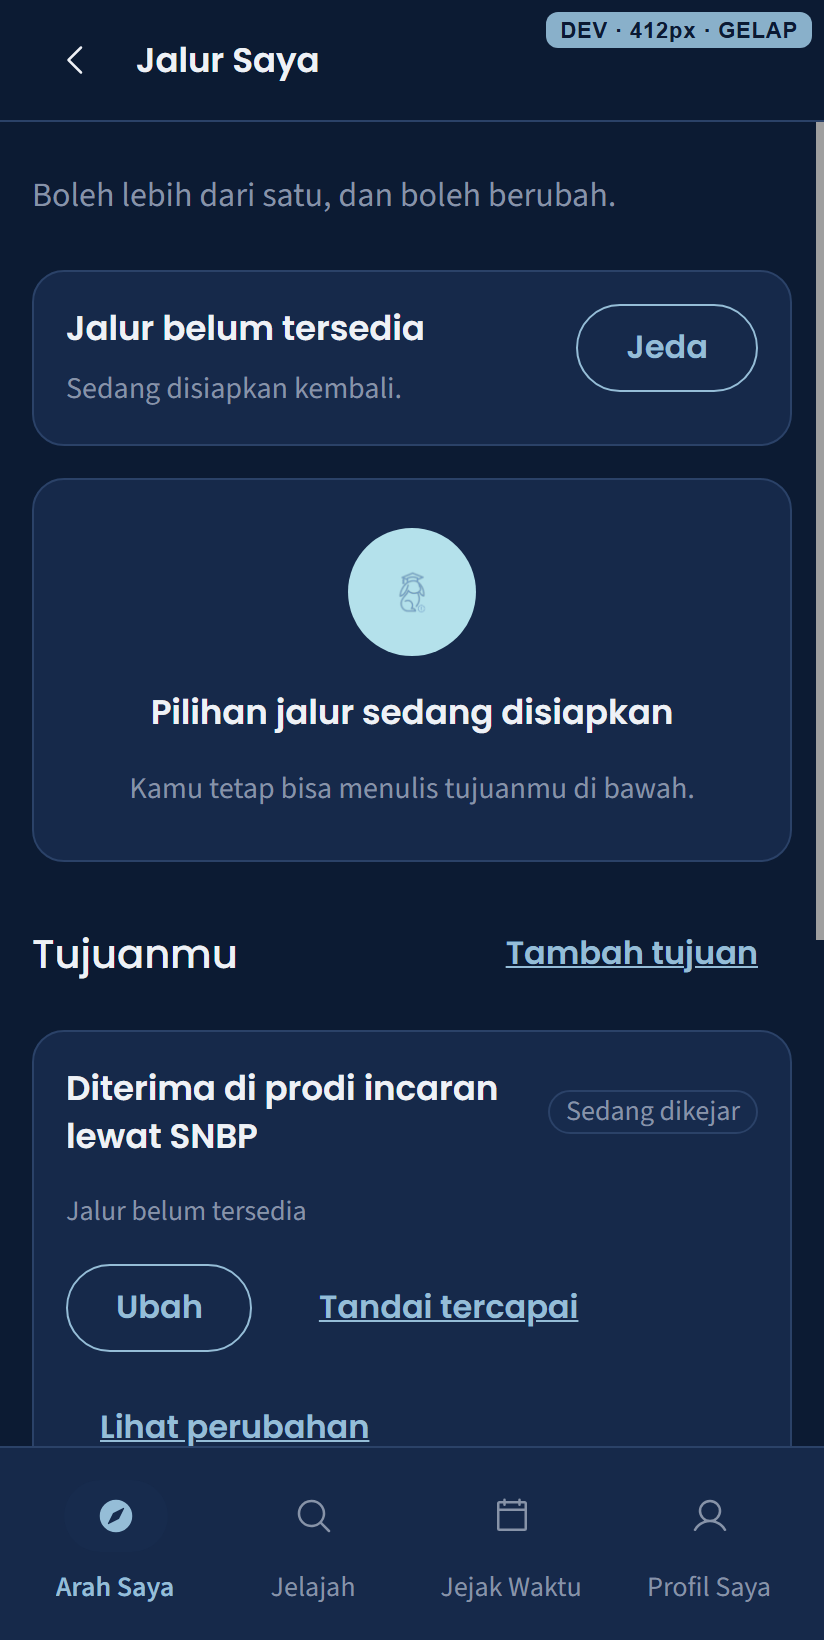 DEV · 412px · GELAP
Jalur Saya
Boleh lebih dari satu, dan boleh berubah.
Jalur belum tersedia
Jeda
Sedang disiapkan kembali.
Pilihan jalur sedang disiapkan
Kamu tetap bisa menulis tujuanmu di bawah.
Tujuanmu
Tambah tujuan
Diterima di prodi incaran
lewat SNBP
Sedang dikejar
Jalur belum tersedia
Ubah
Tandai tercapai
Lihat perubahan
Arah Saya
Jelajah
Jejak Waktu
Profil Saya